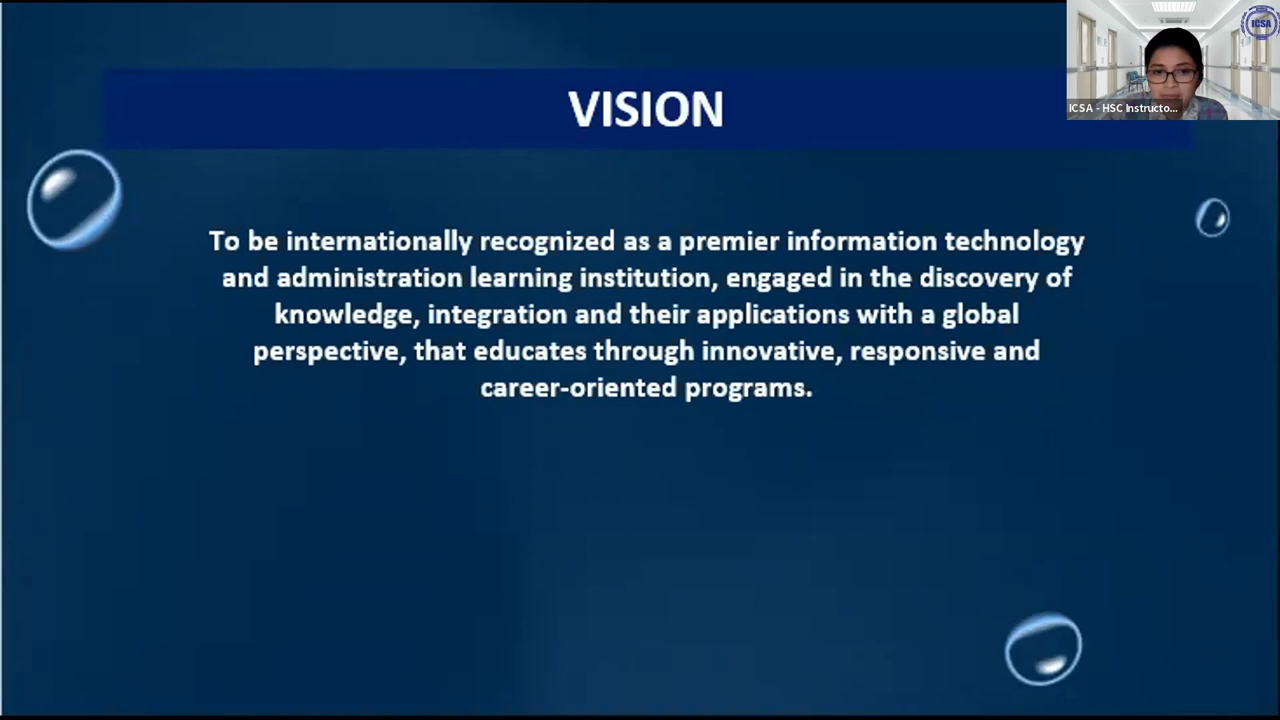 VISION
ICSA
ICSA - HSC Instructo...
To be internationally recognized as a premier information technology
and administration learning institution, engaged in the discovery of
knowledge, integration and their applications with a global
perspective, that educates through innovative, responsive and
career-oriented programs.